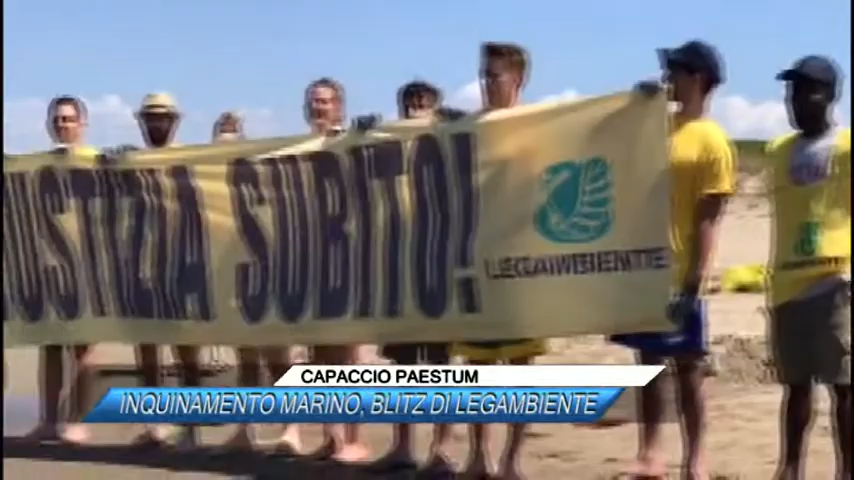 USTIZIA SUBITO!
LEGAMBIENTE
CAPACCIO PAESTUM
INQUINAMENTO MARINO, BLITZ DI LEGAMBIENTE